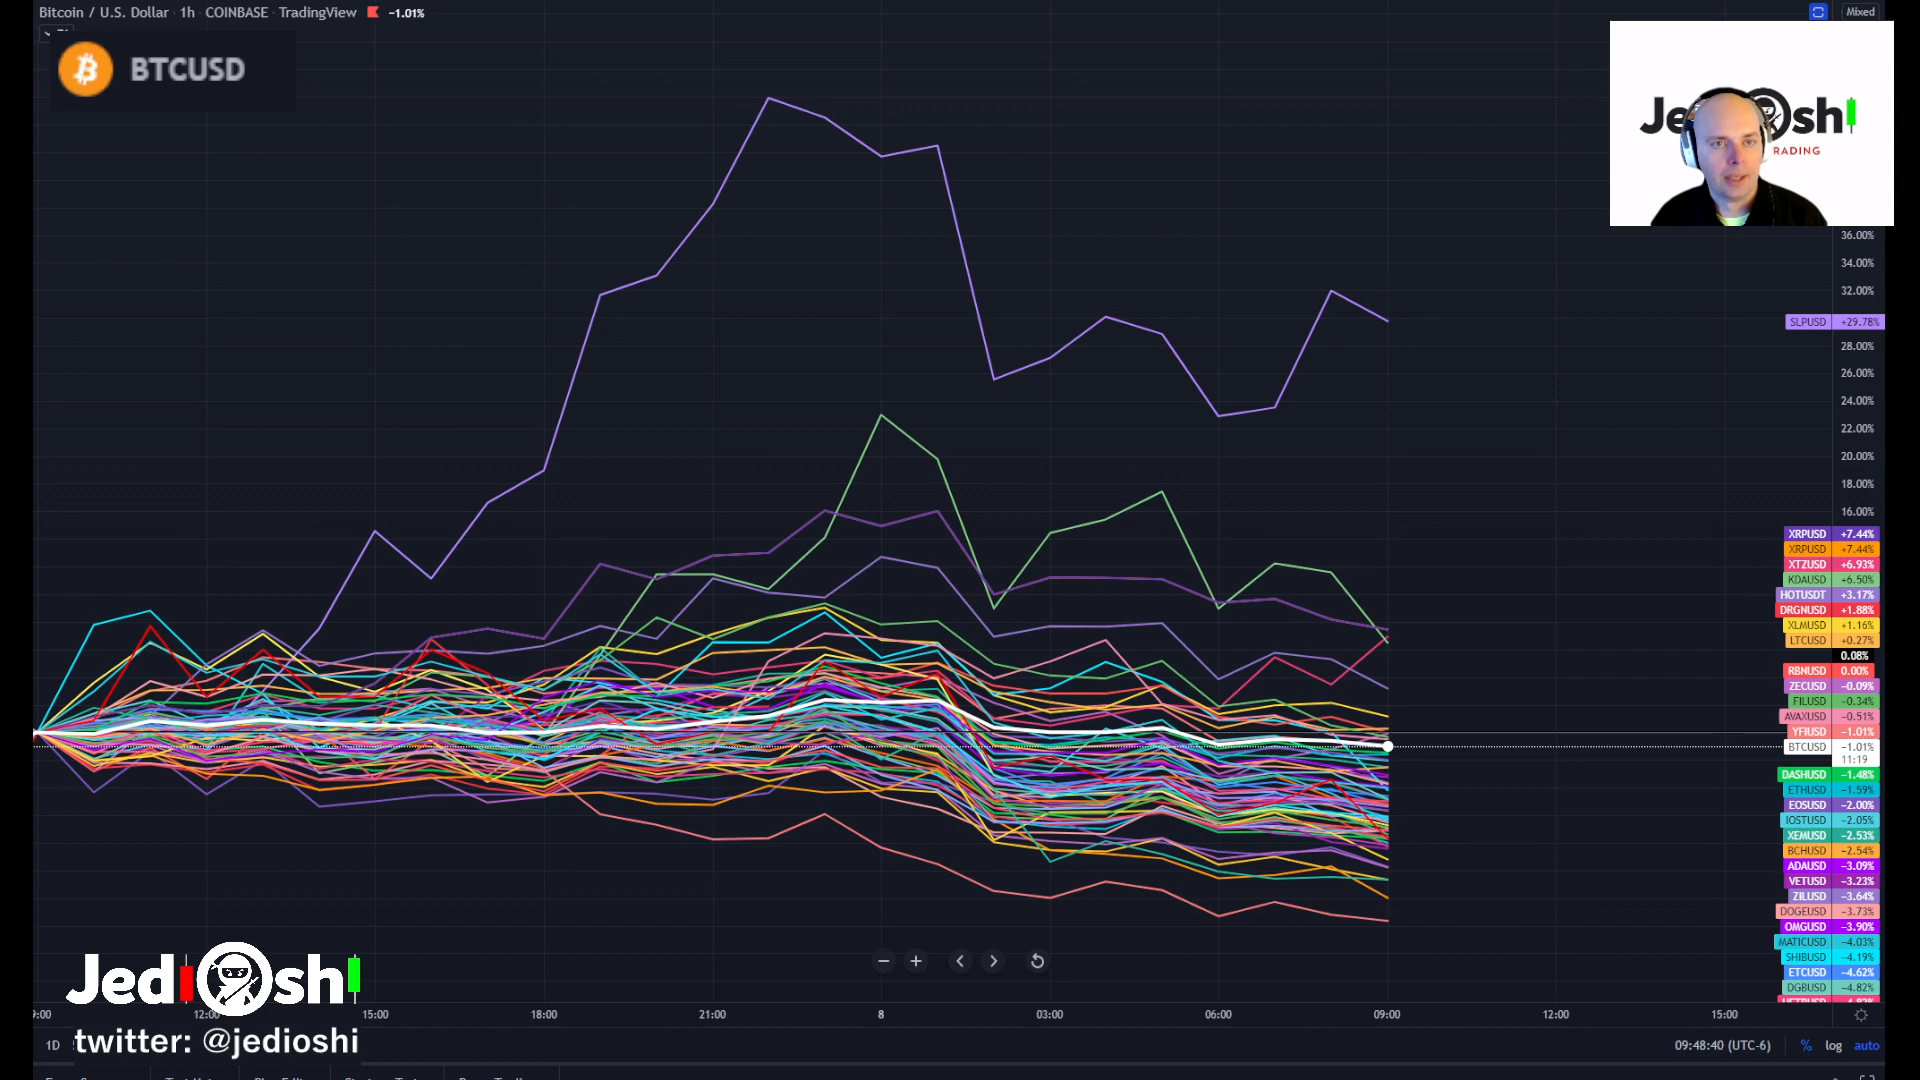 Bitcoin / U.S. Dollar · 1h · COINBASE · TradingView −1.01%
Mixed
BTCUSD
36.00%
34.00%
32.00%
SLPUSD +29.78%
28.00%
26.00%
24.00%
22.00%
20.00%
18.00%
16.00%
XRPUSD +7.44%
XRPUSD +7.44%
XTZUSD +6.93%
KDAUSD +6.50%
HOTUSDT +3.17%
DRGNUSD +1.88%
XLMUSD +1.16%
LTCUSD +0.27%
0.08%
RBNUSD 0.00%
ZECUSD −0.09%
FILUSD −0.34%
AVAXUSD −0.51%
YFIUSD −1.01%
BTCUSD −1.01%
11:19
DASHUSD −1.48%
ETHUSD −1.59%
EOSUSD −2.00%
IOSTUSD −2.05%
XEMUSD −2.53%
BCHUSD −2.54%
ADAUSD −3.09%
VETUSD −3.23%
ZILUSD −3.64%
DOGEUSD −3.73%
OMGUSD −3.90%
MATICUSD −4.03%
SHIBUSD −4.19%
ETCUSD −4.62%
DGBUSD −4.82%
JedIOshI
9:00 12:00 15:00 18:00 21:00 8 03:00 06:00 09:00 12:00 15:00
twitter: @jedioshi
1D
09:48:40 (UTC-6) % log auto